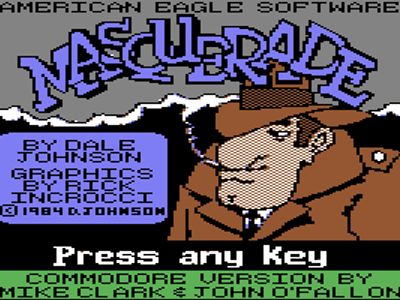 AMERICAN EAGLE SOFTWARE
MASQUERADE
BY DALE
JOHNSON
GRAPHICS
BY RICK
INCROCCI
© 1984 D.JOHNSON
Press any key
COMMODORE VERSION BY
MIKE CLARK & JOHN O'FALLON